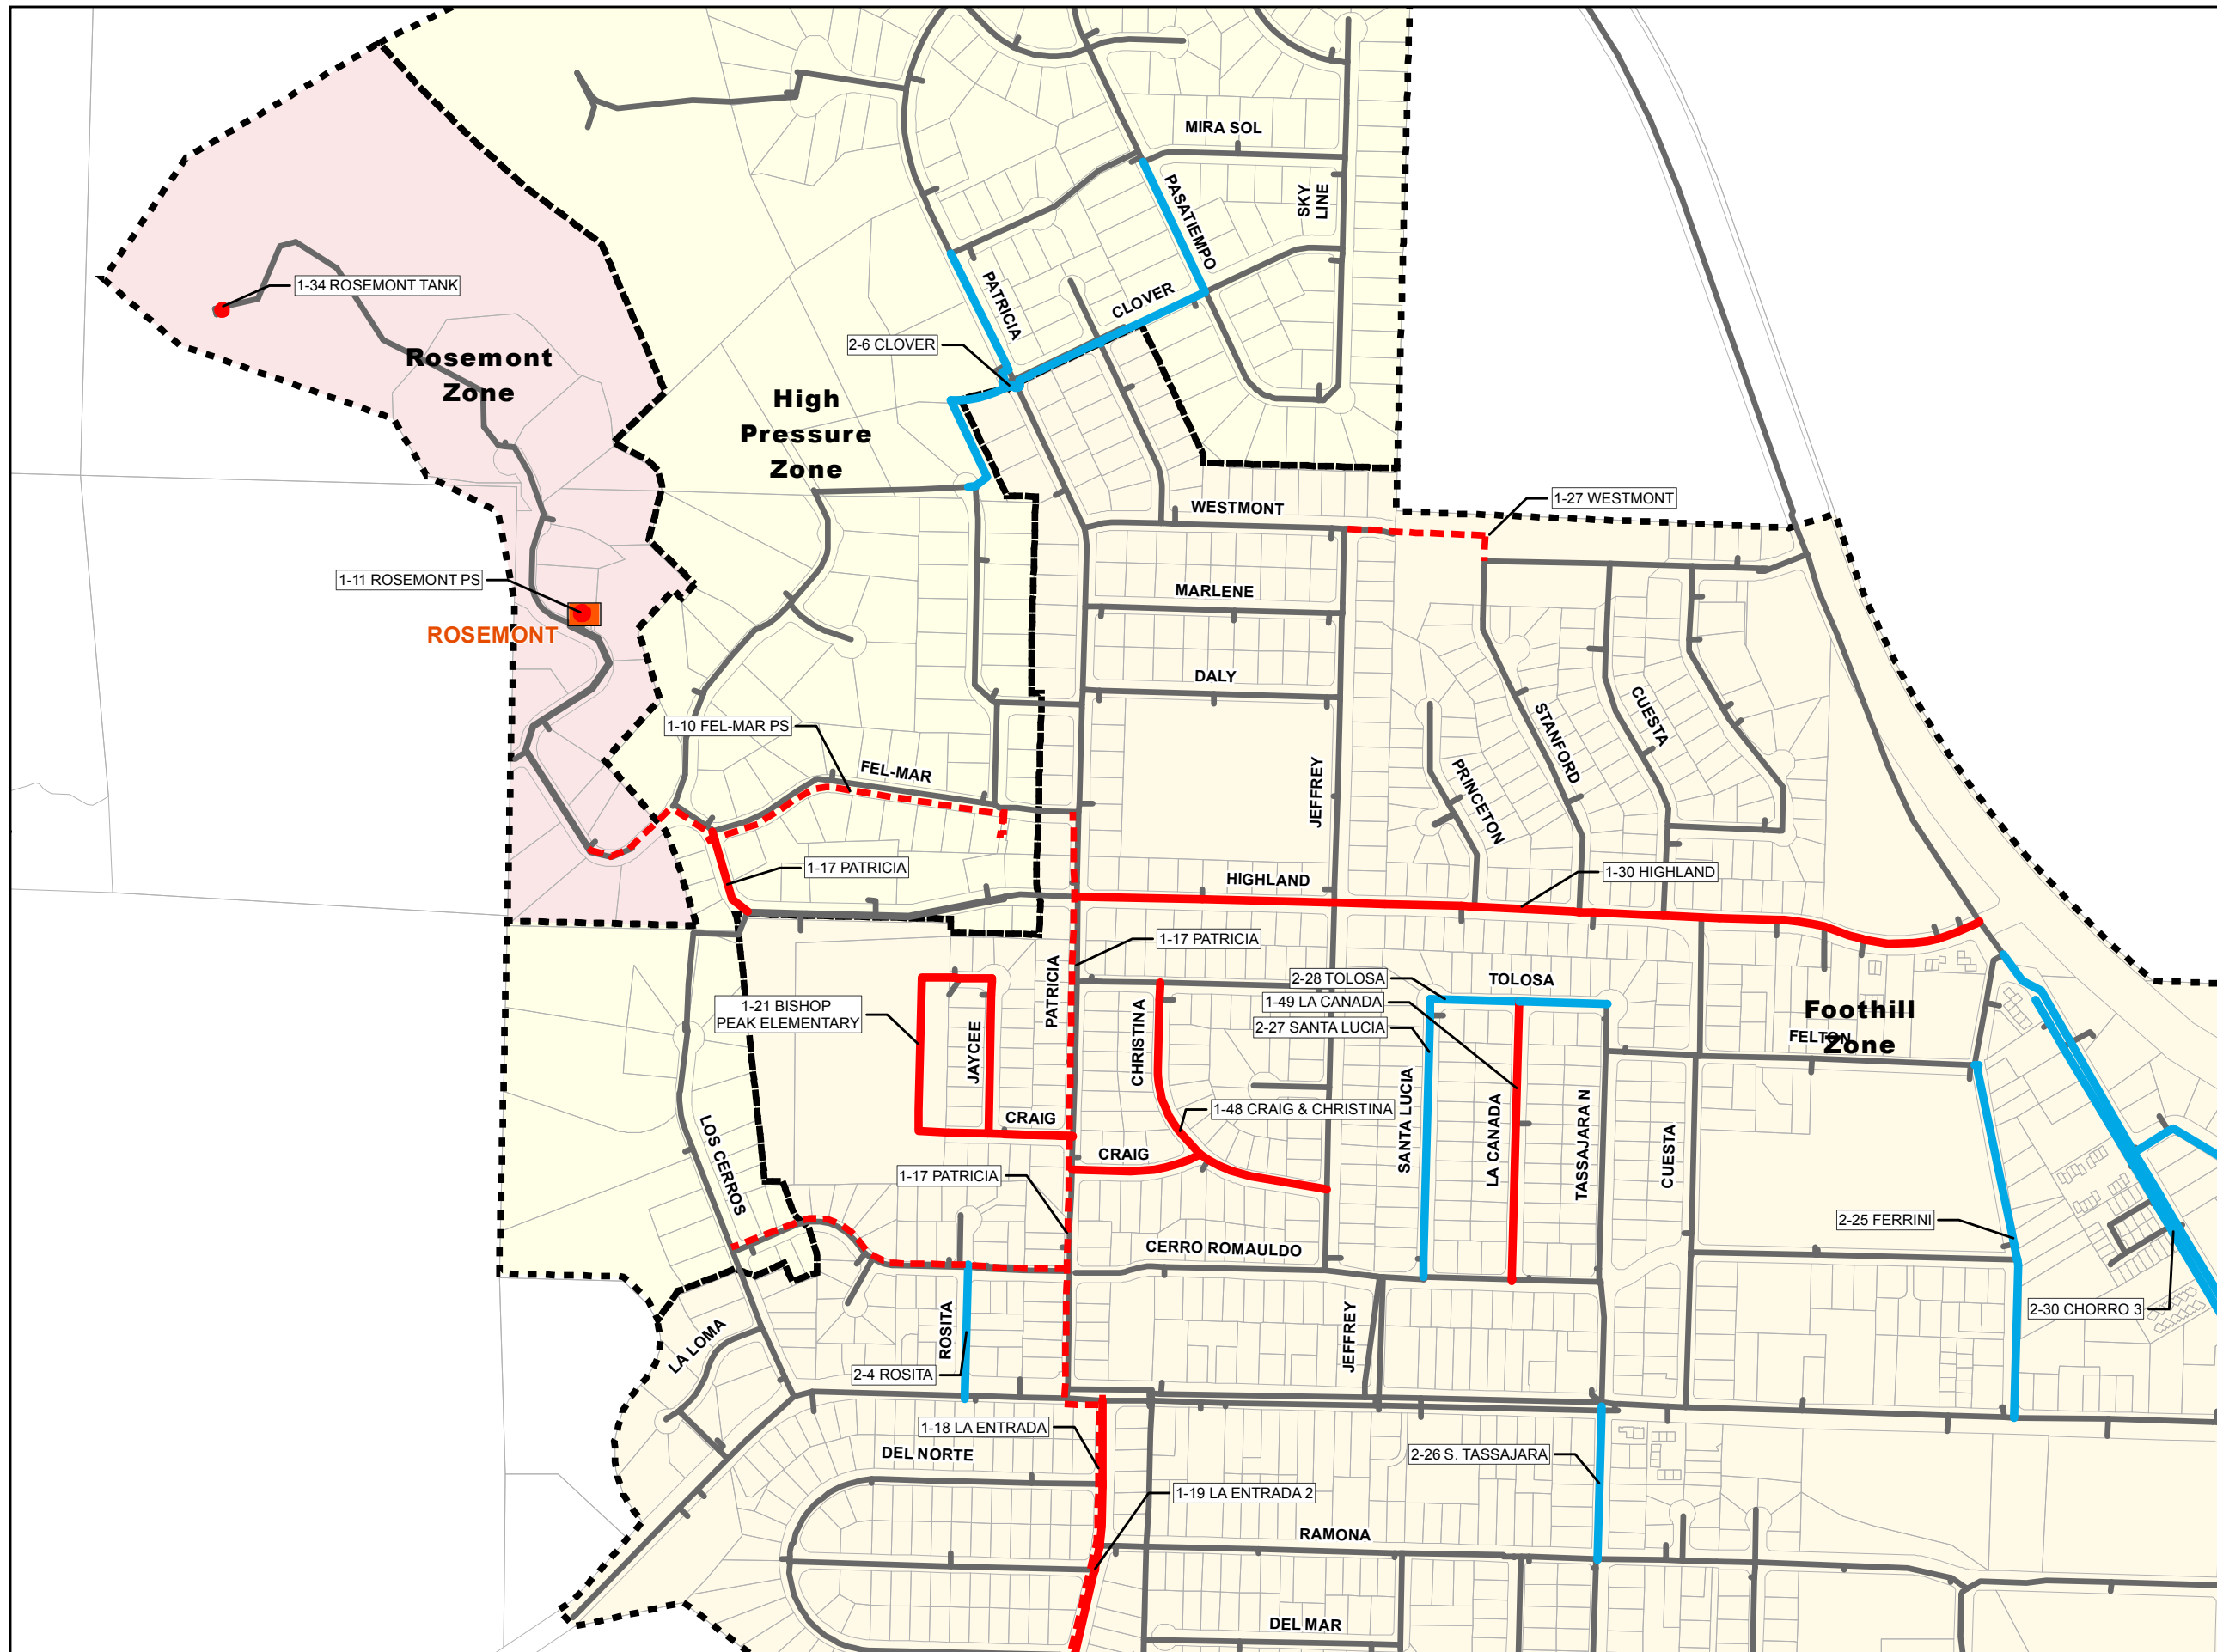 MIRA SOL
PASATIEMPO
SKY
LINE
1-34 ROSEMONT TANK
PATRICIA
CLOVER
2-6 CLOVER
Rosemont
Zone
High
Pressure
Zone
WESTMONT
1-27 WESTMONT
1-11 ROSEMONT PS
MARLENE
ROSEMONT
DALY
CUESTA
STANFORD
1-10 FEL-MAR PS
FEL-MAR
JEFFREY
PRINCETON
1-17 PATRICIA
HIGHLAND
1-30 HIGHLAND
1-17 PATRICIA
PATRICIA
2-28 TOLOSA
TOLOSA
1-49 LA CANADA
1-21 BISHOP
PEAK ELEMENTARY
2-27 SANTA LUCIA
Foothill
Zone
FELTON
JAYCEE
CHRISTINA
CRAIG
1-48 CRAIG & CHRISTINA
SANTA LUCIA
LA CANADA
TASSAJARA N
CUESTA
LOS CERROS
CRAIG
1-17 PATRICIA
2-25 FERRINI
CERRO ROMAULDO
2-30 CHORRO 3
ROSITA
JEFFREY
LA LOMA
2-4 ROSITA
1-18 LA ENTRADA
DEL NORTE
2-26 S. TASSAJARA
1-19 LA ENTRADA 2
RAMONA
DEL MAR